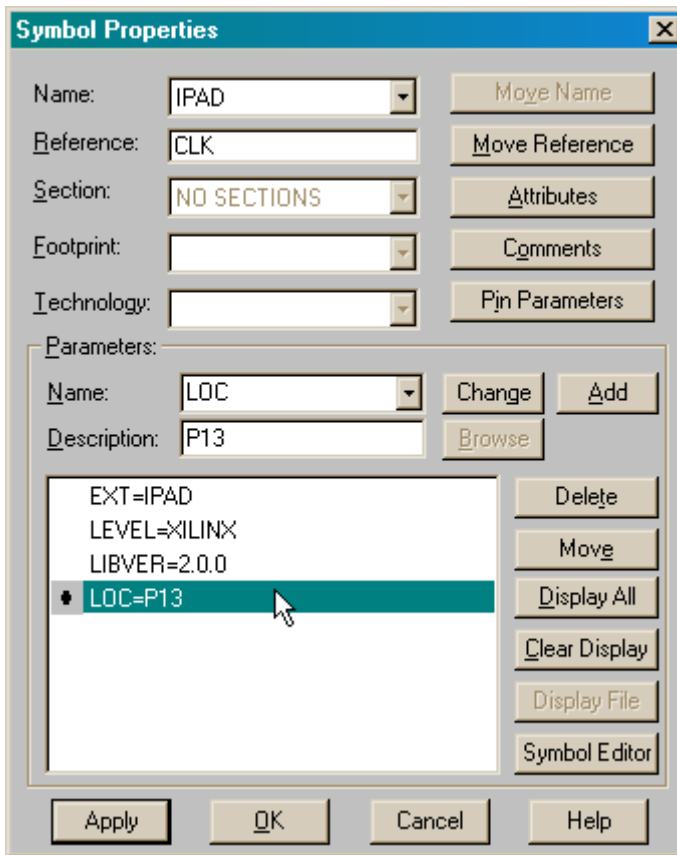 Symbol Properties
Name: IPAD Move Name
Reference: CLK Move Reference
Section: NO SECTIONS Attributes
Footprint: Comments
Technology: Pin Parameters
Parameters:
Name: LOC Change Add
Description: P13 Browse
EXT=IPAD Delete
LEVEL=XILINX
LIBVER=2.0.0 Move
LOC=P13 Display All
Clear Display
Display File
Symbol Editor
Apply OK Cancel Help